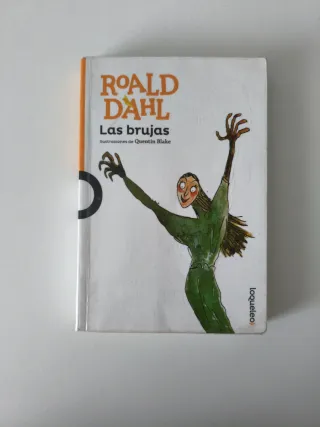 ROALD
DAHL
Las brujas
Ilustraciones de Quentin Blake
loqueleo